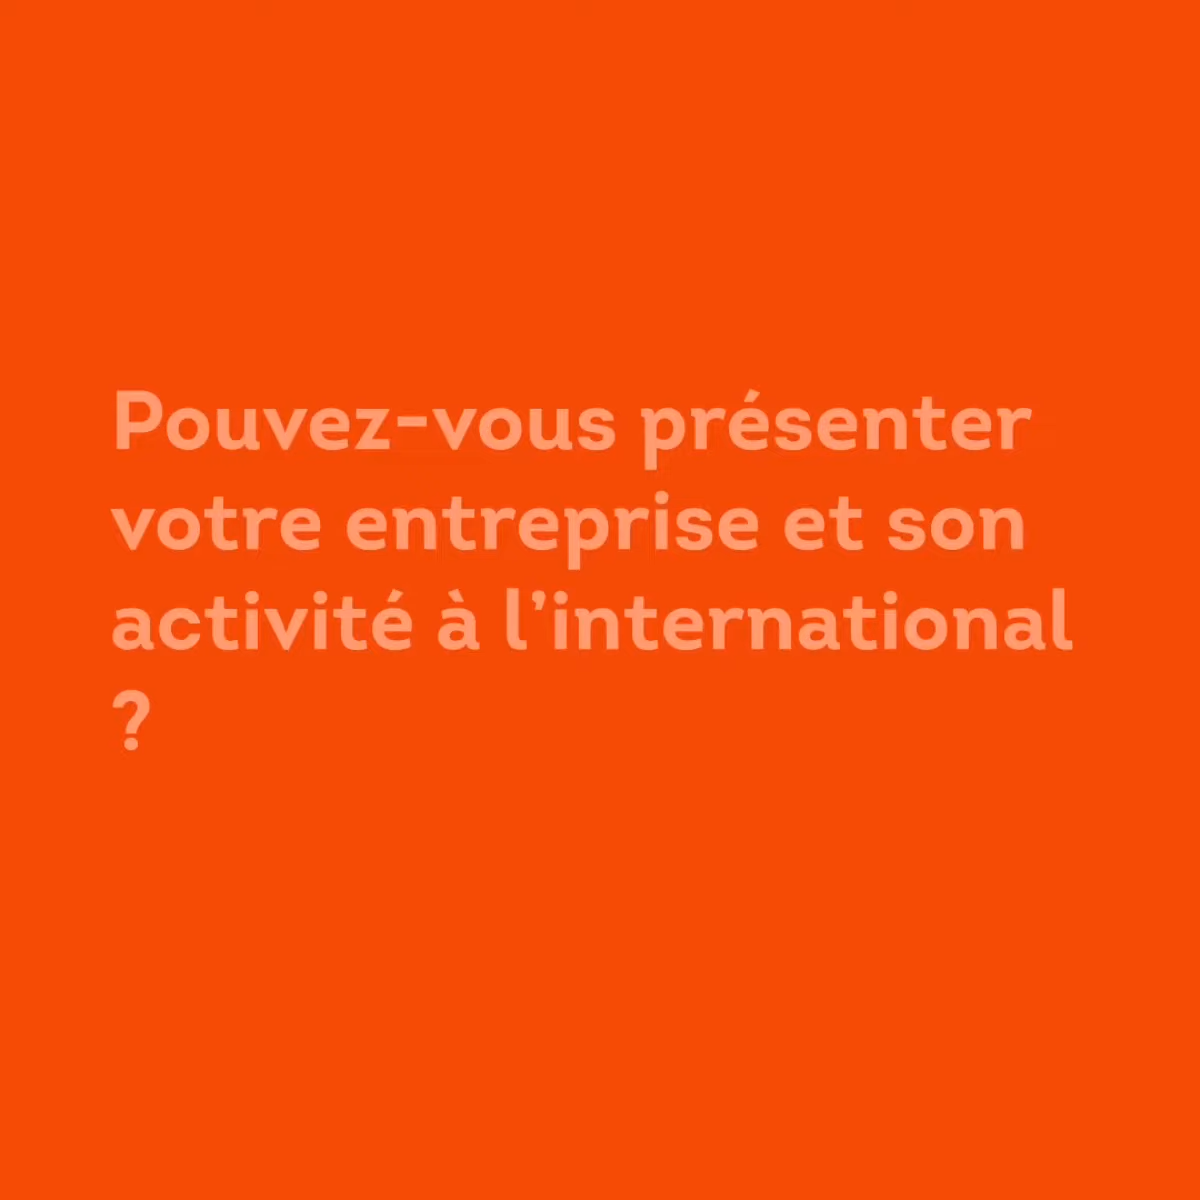 Pouvez-vous présenter
votre entreprise et son
activité à l’international
?